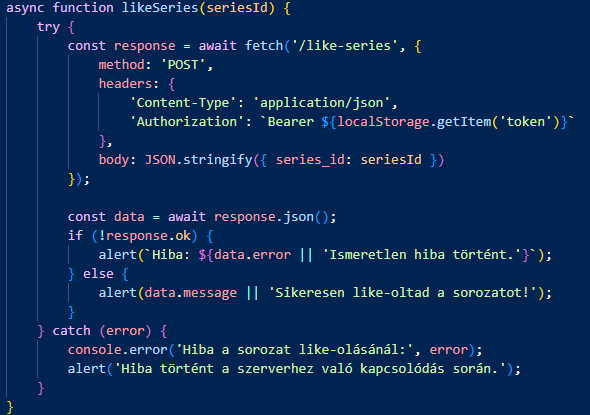 async function likeSeries(seriesId) {
    try {
        const response = await fetch('/like-series', {
            method: 'POST',
            headers: {
                'Content-Type': 'application/json',
                'Authorization': `Bearer ${localStorage.getItem('token')}`
            },
            body: JSON.stringify({ series_id: seriesId })
        });

        const data = await response.json();
        if (!response.ok) {
            alert(`Hiba: ${data.error || 'Ismeretlen hiba történt.'}`);
        } else {
            alert(data.message || 'Sikeresen like-oltad a sorozatot!');
        }
    } catch (error) {
        console.error('Hiba a sorozat like-olásánál:', error);
        alert('Hiba történt a szerverhez való kapcsolódás során.');
    }
}